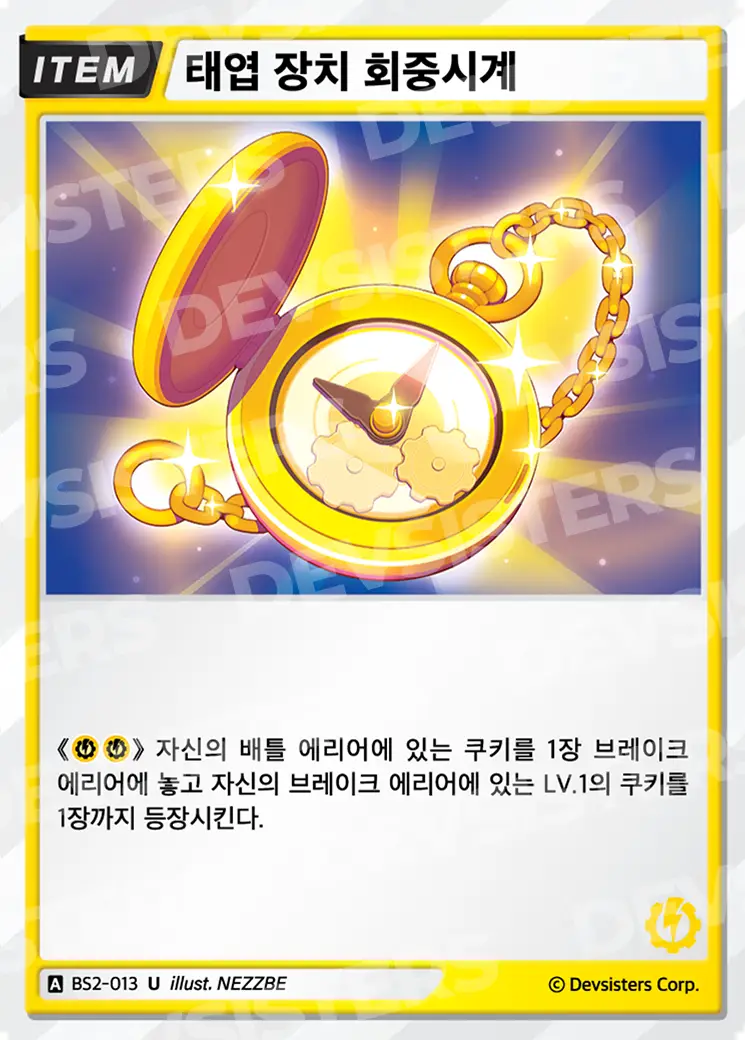 ITEM
태엽 장치 회중시계
《 》 자신의 배틀 에리어에 있는 쿠키를 1장 브레이크
에리어에 놓고 자신의 브레이크 에리어에 있는 LV.1의 쿠키를
1장까지 등장시킨다.
A BS2-013 U illust. NEZZBE
© Devsisters Corp.
DEVSISTERS